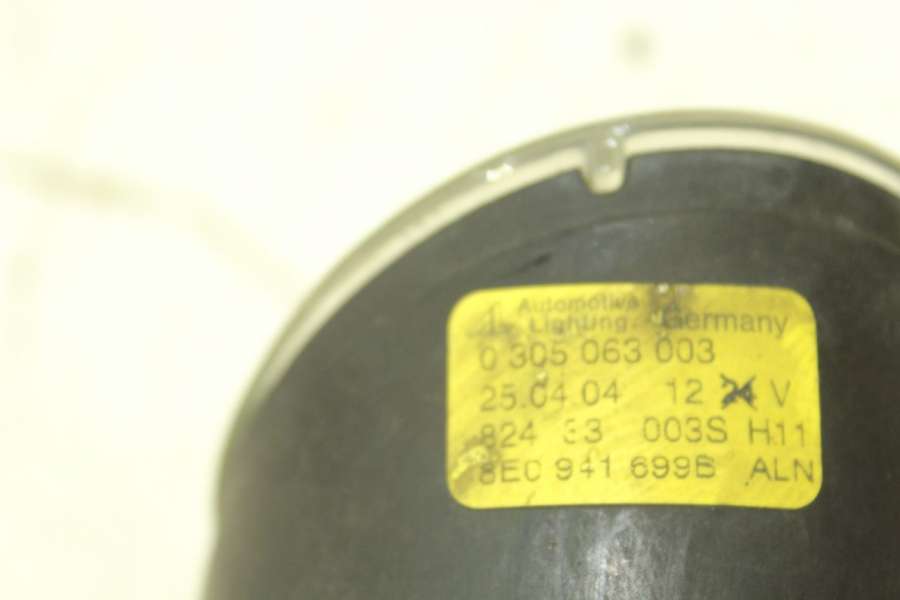 Automotive
Lighting Germany
0 305 063 003
25.04.04 12 24 V
824 33 003S H11
8E0 941 699B ALN